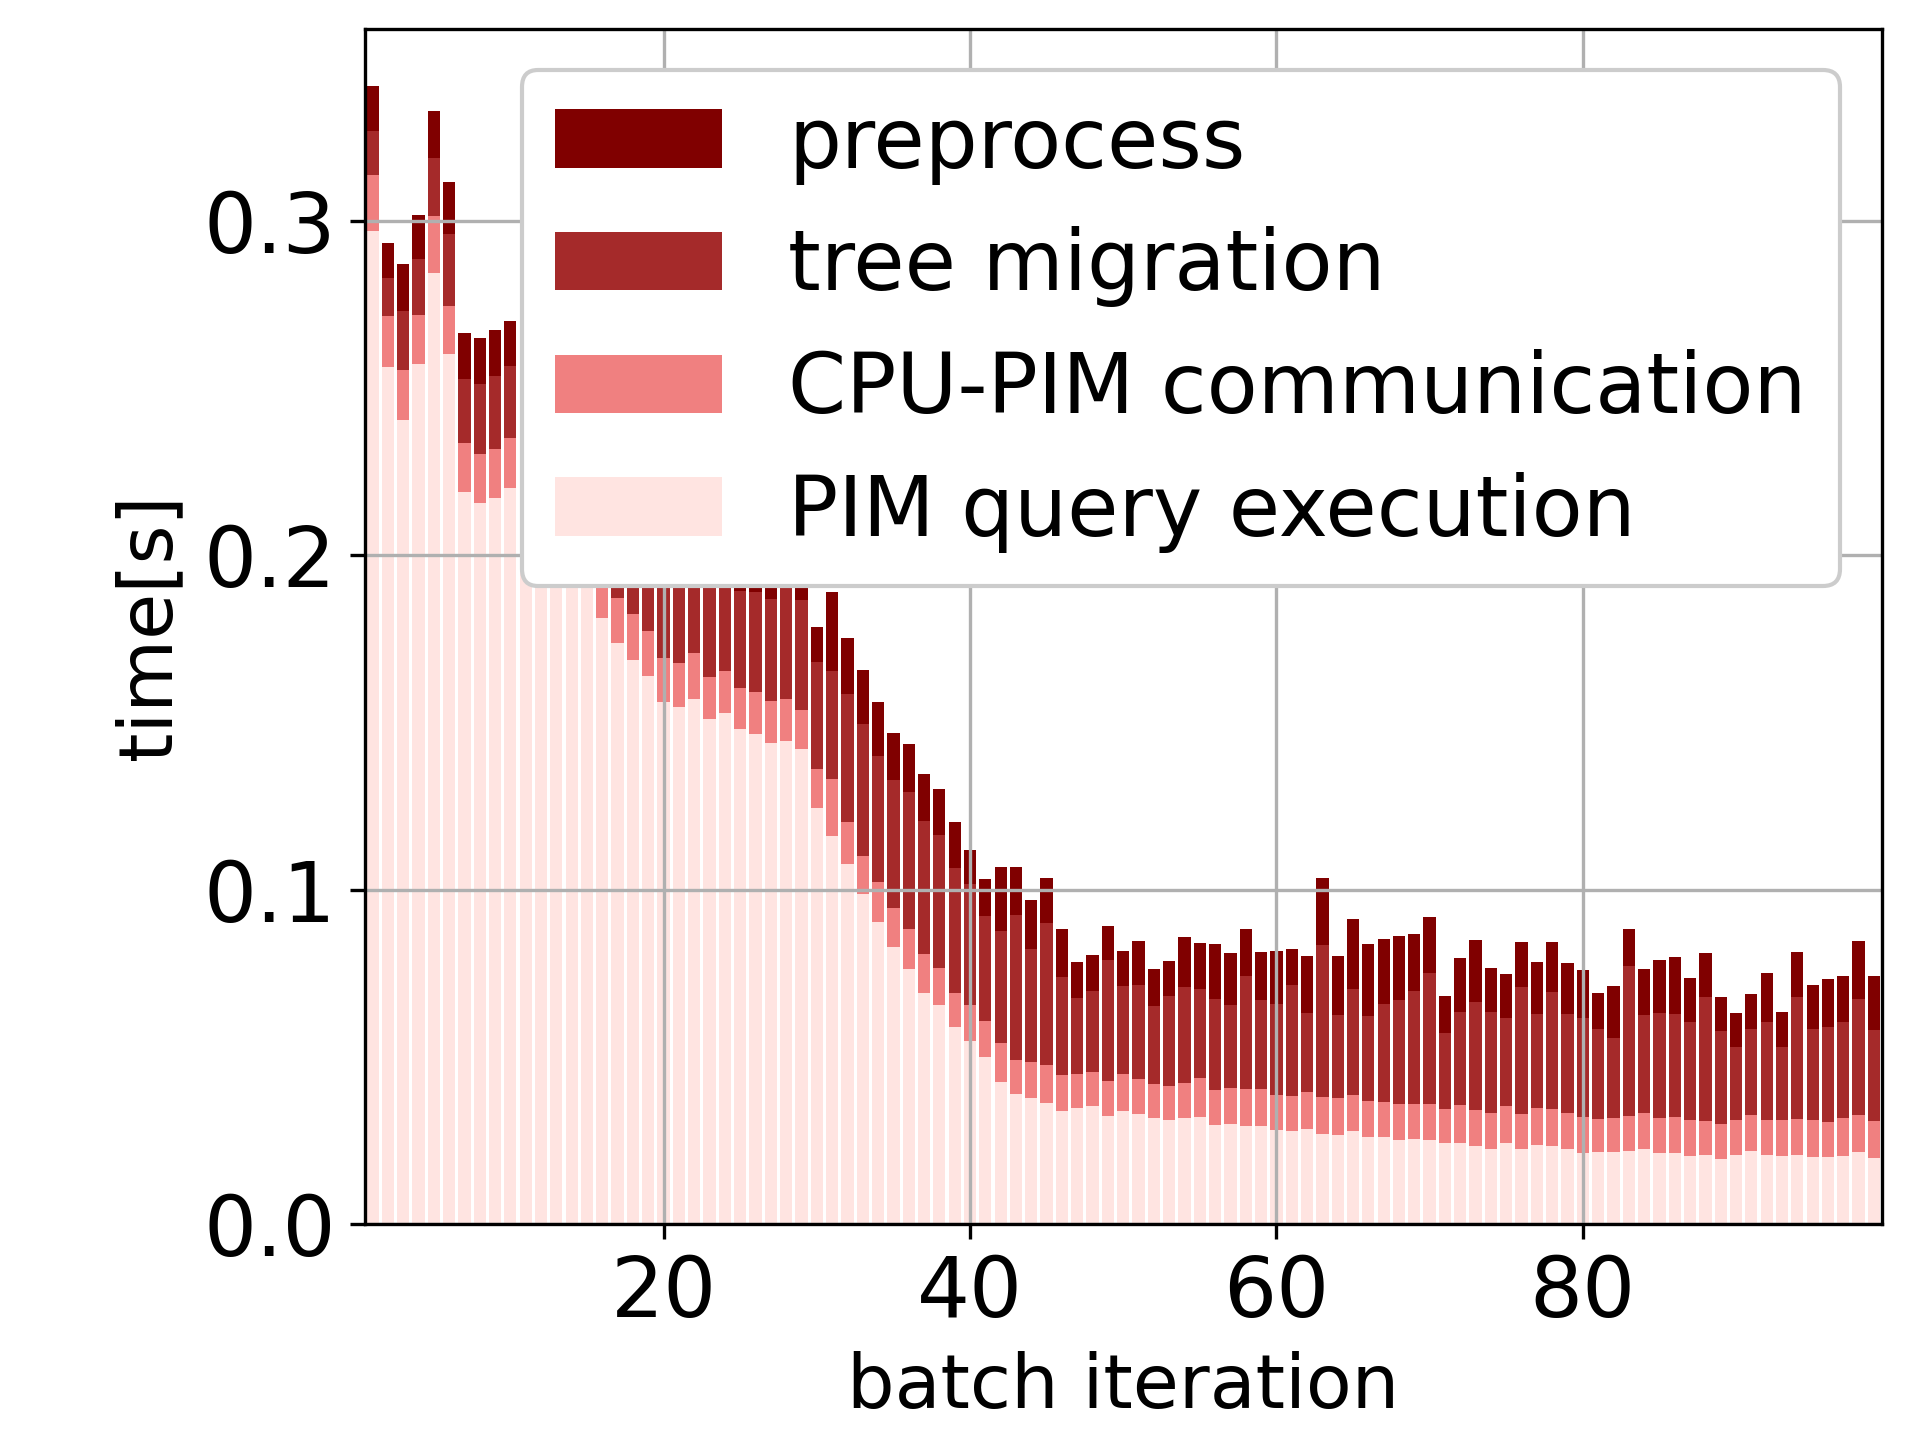 preprocess
tree migration
CPU-PIM communication
PIM query execution
time[s]
0.3
0.2
0.1
0.0
20 40 60 80
batch iteration